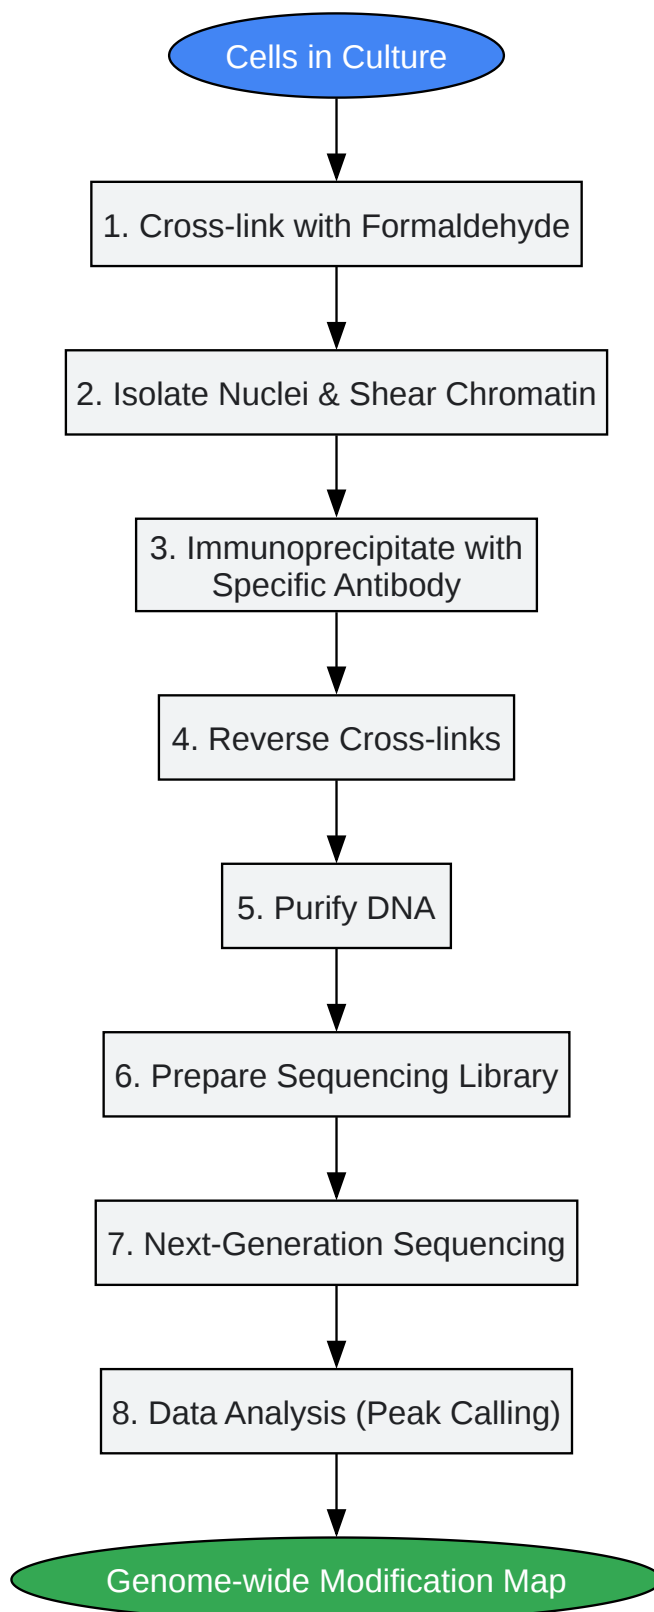 Cells in Culture
1. Cross-link with Formaldehyde
2. Isolate Nuclei & Shear Chromatin
3. Immunoprecipitate with
Specific Antibody
4. Reverse Cross-links
5. Purify DNA
6. Prepare Sequencing Library
7. Next-Generation Sequencing
8. Data Analysis (Peak Calling)
Genome-wide Modification Map